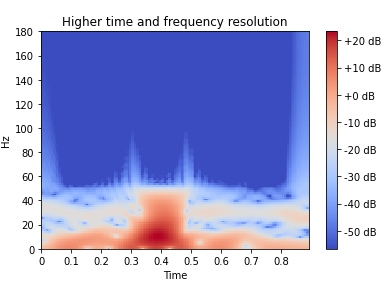 Higher time and frequency resolution
180
160
140
120
100
80
60
40
20
0
Hz
0 0.1 0.2 0.3 0.4 0.5 0.6 0.7 0.8
Time
+20 dB
+10 dB
+0 dB
-10 dB
-20 dB
-30 dB
-40 dB
-50 dB